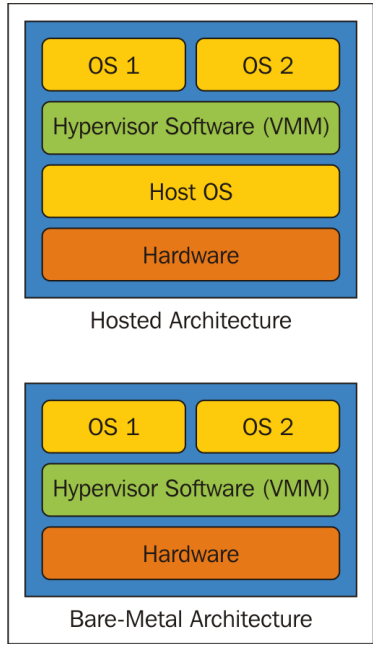 OS 1 OS 2
Hypervisor Software (VMM)
Host OS
Hardware
Hosted Architecture
OS 1 OS 2
Hypervisor Software (VMM)
Hardware
Bare-Metal Architecture